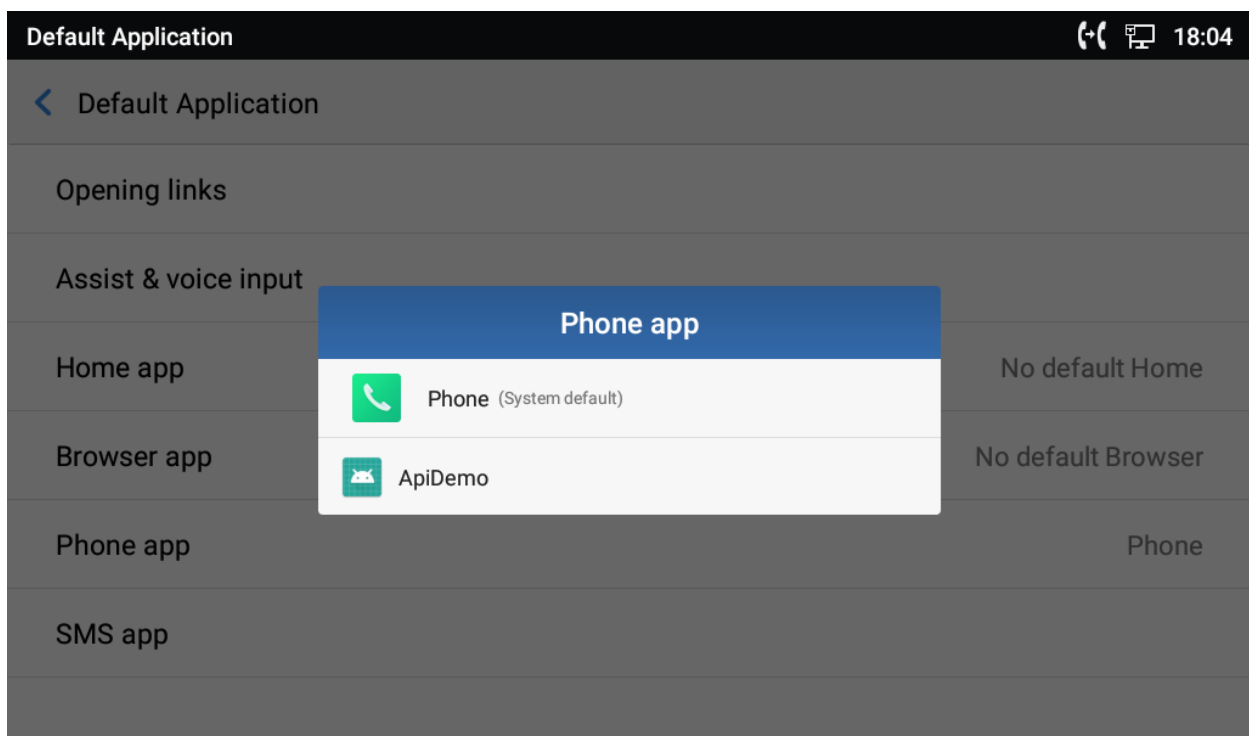 Default Application 18:04
Default Application
Opening links
Assist & voice input
Phone app
Home app No default Home
Phone (System default)
Browser app No default Browser
ApiDemo
Phone app Phone
SMS app